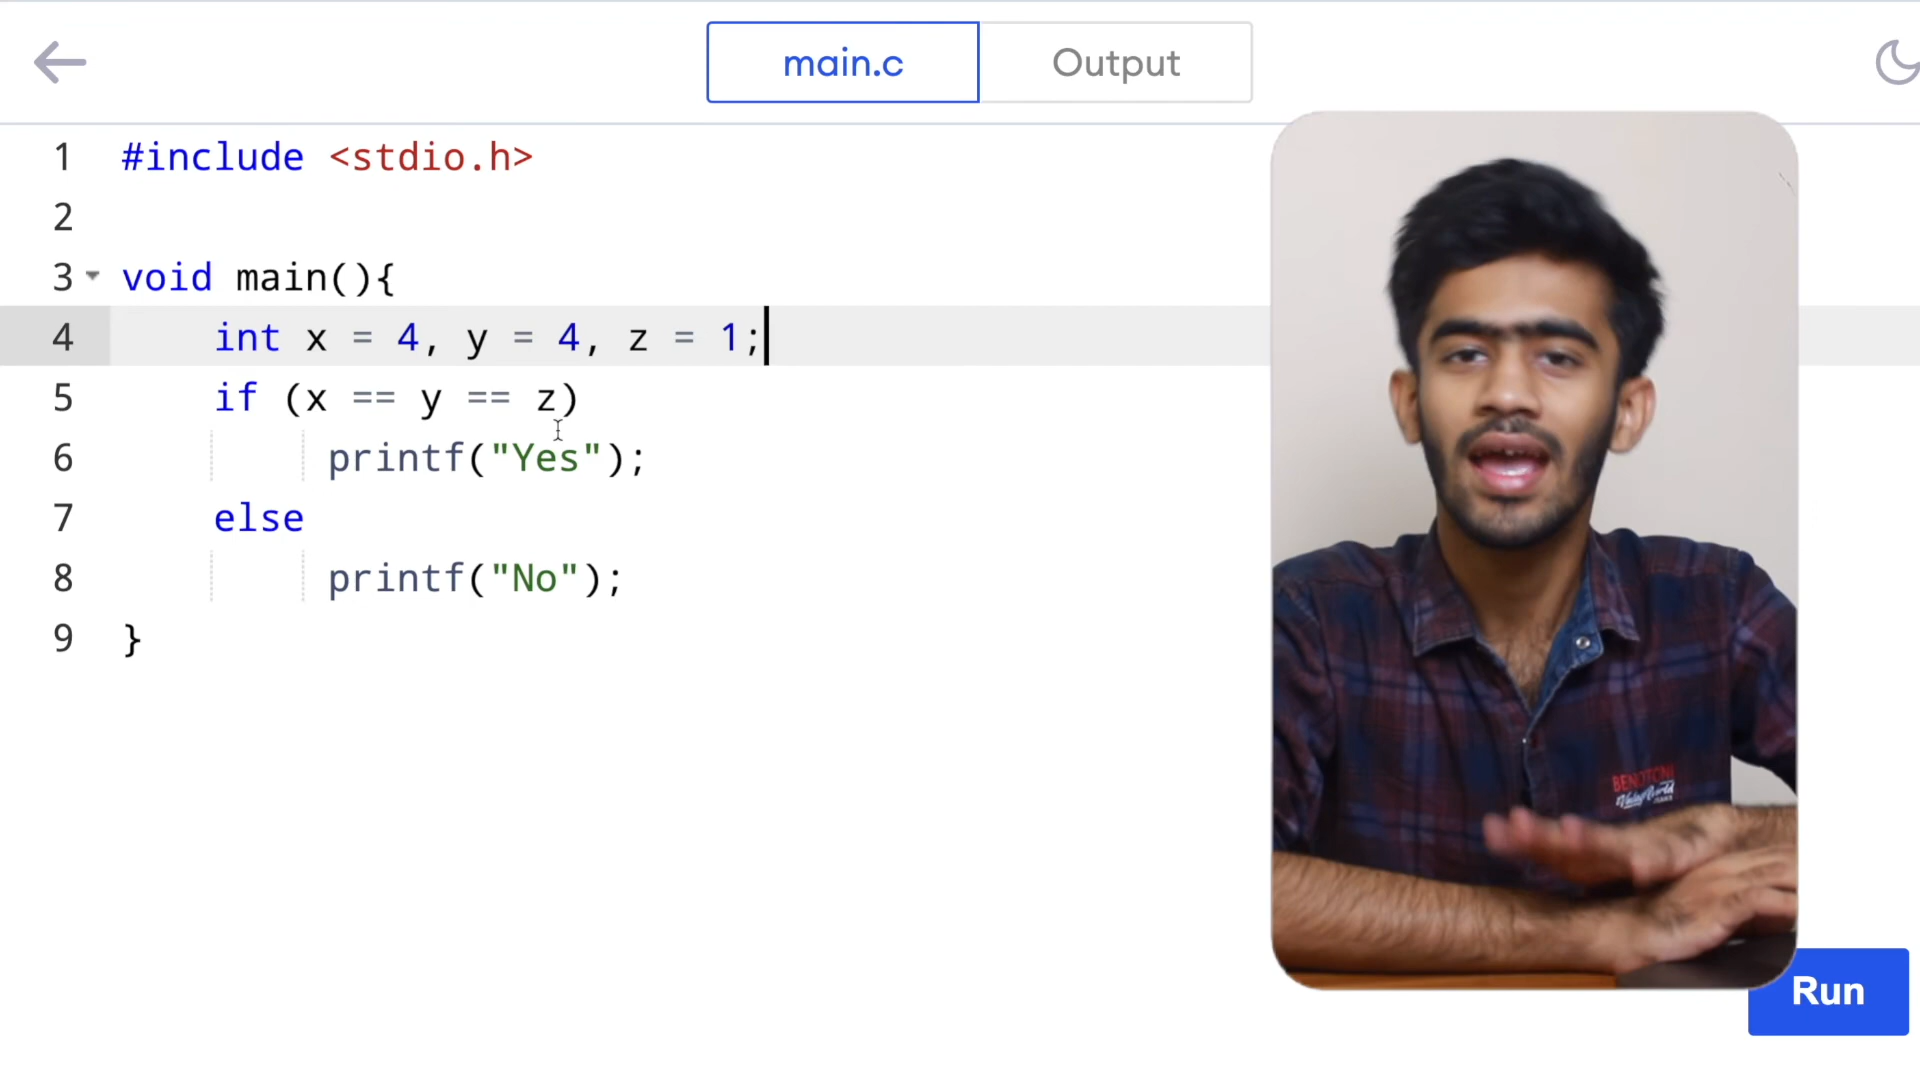 main.c Output
1 #include <stdio.h>
2
3 void main(){
4 int x = 4, y = 4, z = 1;
5 if (x == y == z)
6 printf("Yes");
7 else
8 printf("No");
9 }
BENOTONI
Run